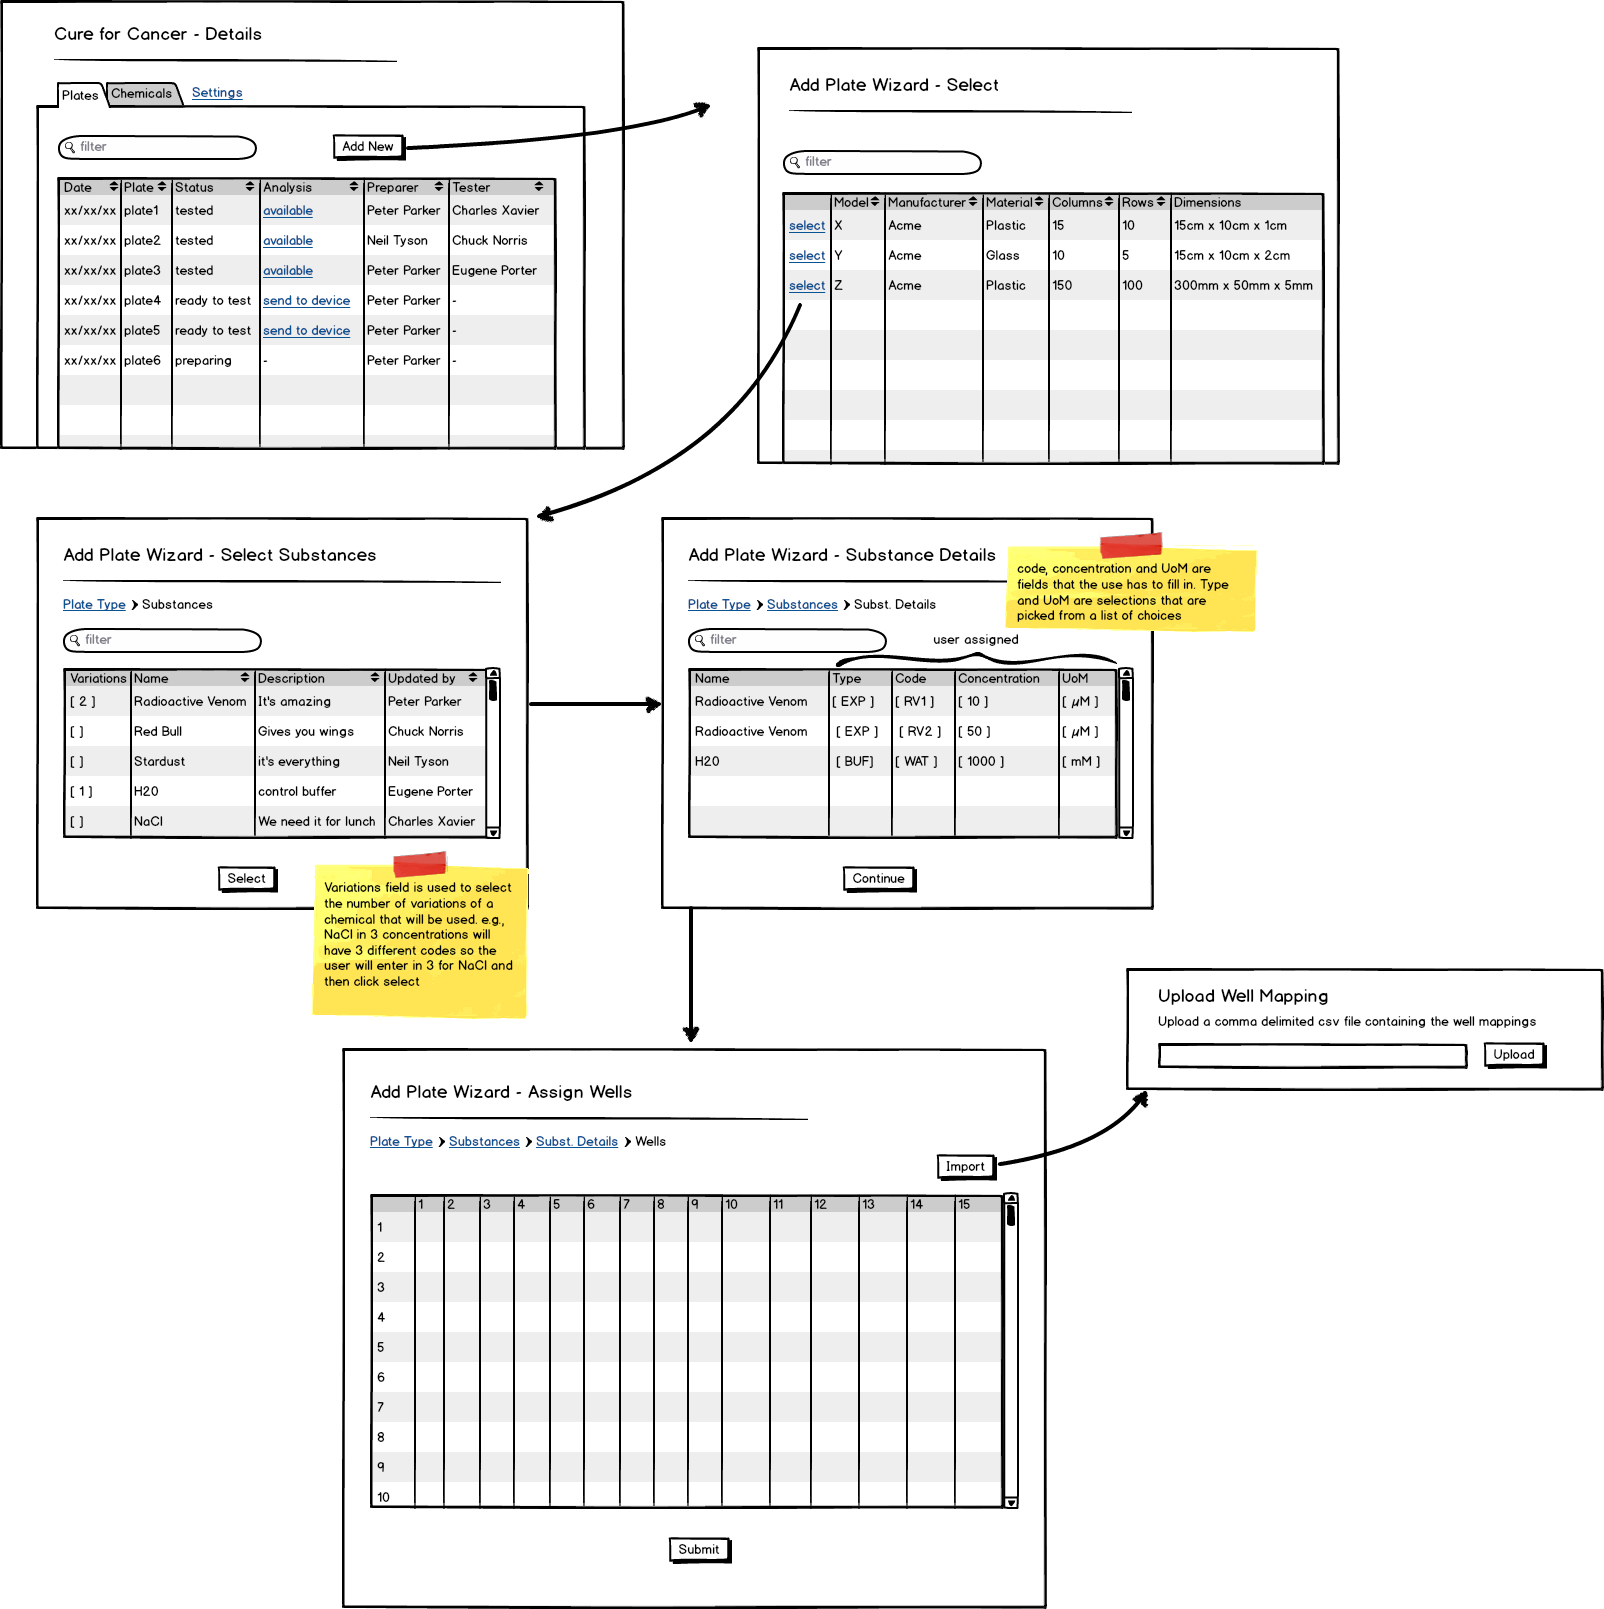 Cure for Cancer - Details
Plates Chemicals Settings
filter Add New
Date Plate Status Analysis Preparer Tester
xx/xx/xx plate1 tested available Peter Parker Charles Xavier
xx/xx/xx plate2 tested available Neil Tyson Chuck Norris
xx/xx/xx plate3 tested available Peter Parker Eugene Porter
xx/xx/xx plate4 ready to test send to device Peter Parker -
xx/xx/xx plate5 ready to test send to device Peter Parker -
xx/xx/xx plate6 preparing - Peter Parker -
Add Plate Wizard - Select
filter
Model Manufacturer Material Columns Rows Dimensions
select X Acme Plastic 15 10 15cm x 10cm x 1cm
select Y Acme Glass 10 5 15cm x 10cm x 2cm
select Z Acme Plastic 150 100 300mm x 50mm x 5mm
Add Plate Wizard - Select Substances
Plate Type > Substances
filter
Variations Name Description Updated by
[ 2 ] Radioactive Venom It's amazing Peter Parker
[ ] Red Bull Gives you wings Chuck Norris
[ ] Stardust it's everything Neil Tyson
[ 1 ] H20 control buffer Eugene Porter
[ ] NaCl We need it for lunch Charles Xavier
Select
Variations field is used to select
the number of variations of a
chemical that will be used. e.g.,
NaCl in 3 concentrations will
have 3 different codes so the
user will enter in 3 for NaCl and
then click select
Add Plate Wizard - Substance Details
Plate Type > Substances > Subst. Details
code, concentration and UoM are
fields that the use has to fill in. Type
and UoM are selections that are
picked from a list of choices
filter
user assigned
Name Type Code Concentration UoM
Radioactive Venom [ EXP ] [ RV1 ] [ 10 ] [ µM ]
Radioactive Venom [ EXP ] [ RV2 ] [ 50 ] [ µM ]
H20 [ BUF] [ WAT ] [ 1000 ] [ mM ]
Continue
Upload Well Mapping
Upload a comma delimited csv file containing the well mappings
Upload
Add Plate Wizard - Assign Wells
Plate Type > Substances > Subst. Details > Wells
Import
1 2 3 4 5 6 7 8 9 10 11 12 13 14 15
1
2
3
4
5
6
7
8
9
10
Submit